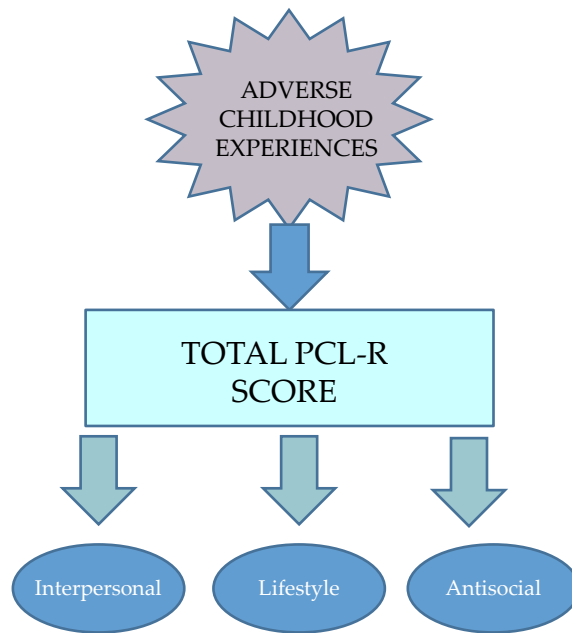 ADVERSE
CHILDHOOD
EXPERIENCES
TOTAL PCL-R
SCORE
Interpersonal
Lifestyle
Antisocial